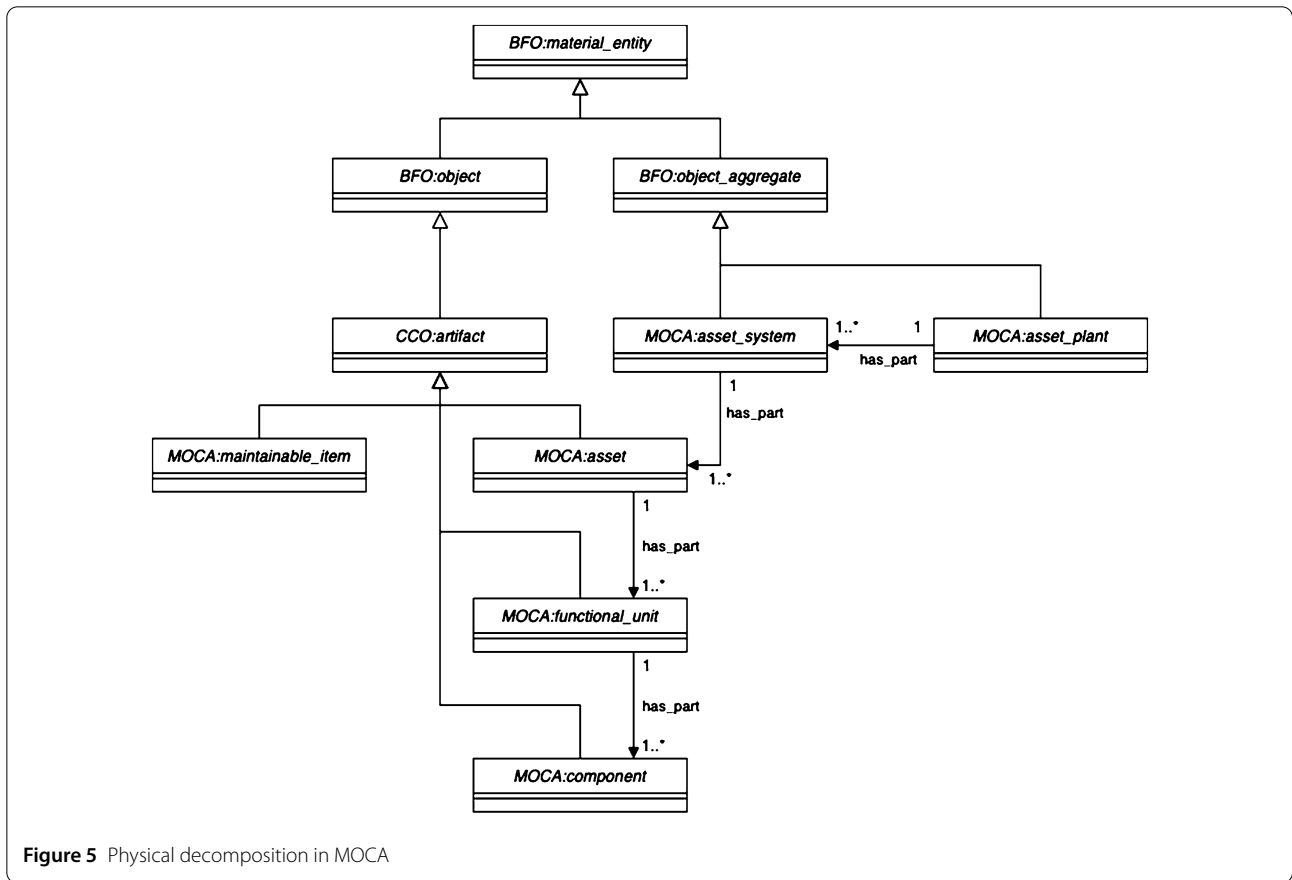 BFO:material_entity
BFO:object
BFO:object_aggregate
CCO:artifact
MOCA:asset_system
1..*
1
has_part
MOCA:asset_plant
1
has_part
1..*
MOCA:maintainable_item
MOCA:asset
1
has_part
1..*
MOCA:functional_unit
1
has_part
1..*
MOCA:component
Figure 5 Physical decomposition in MOCA